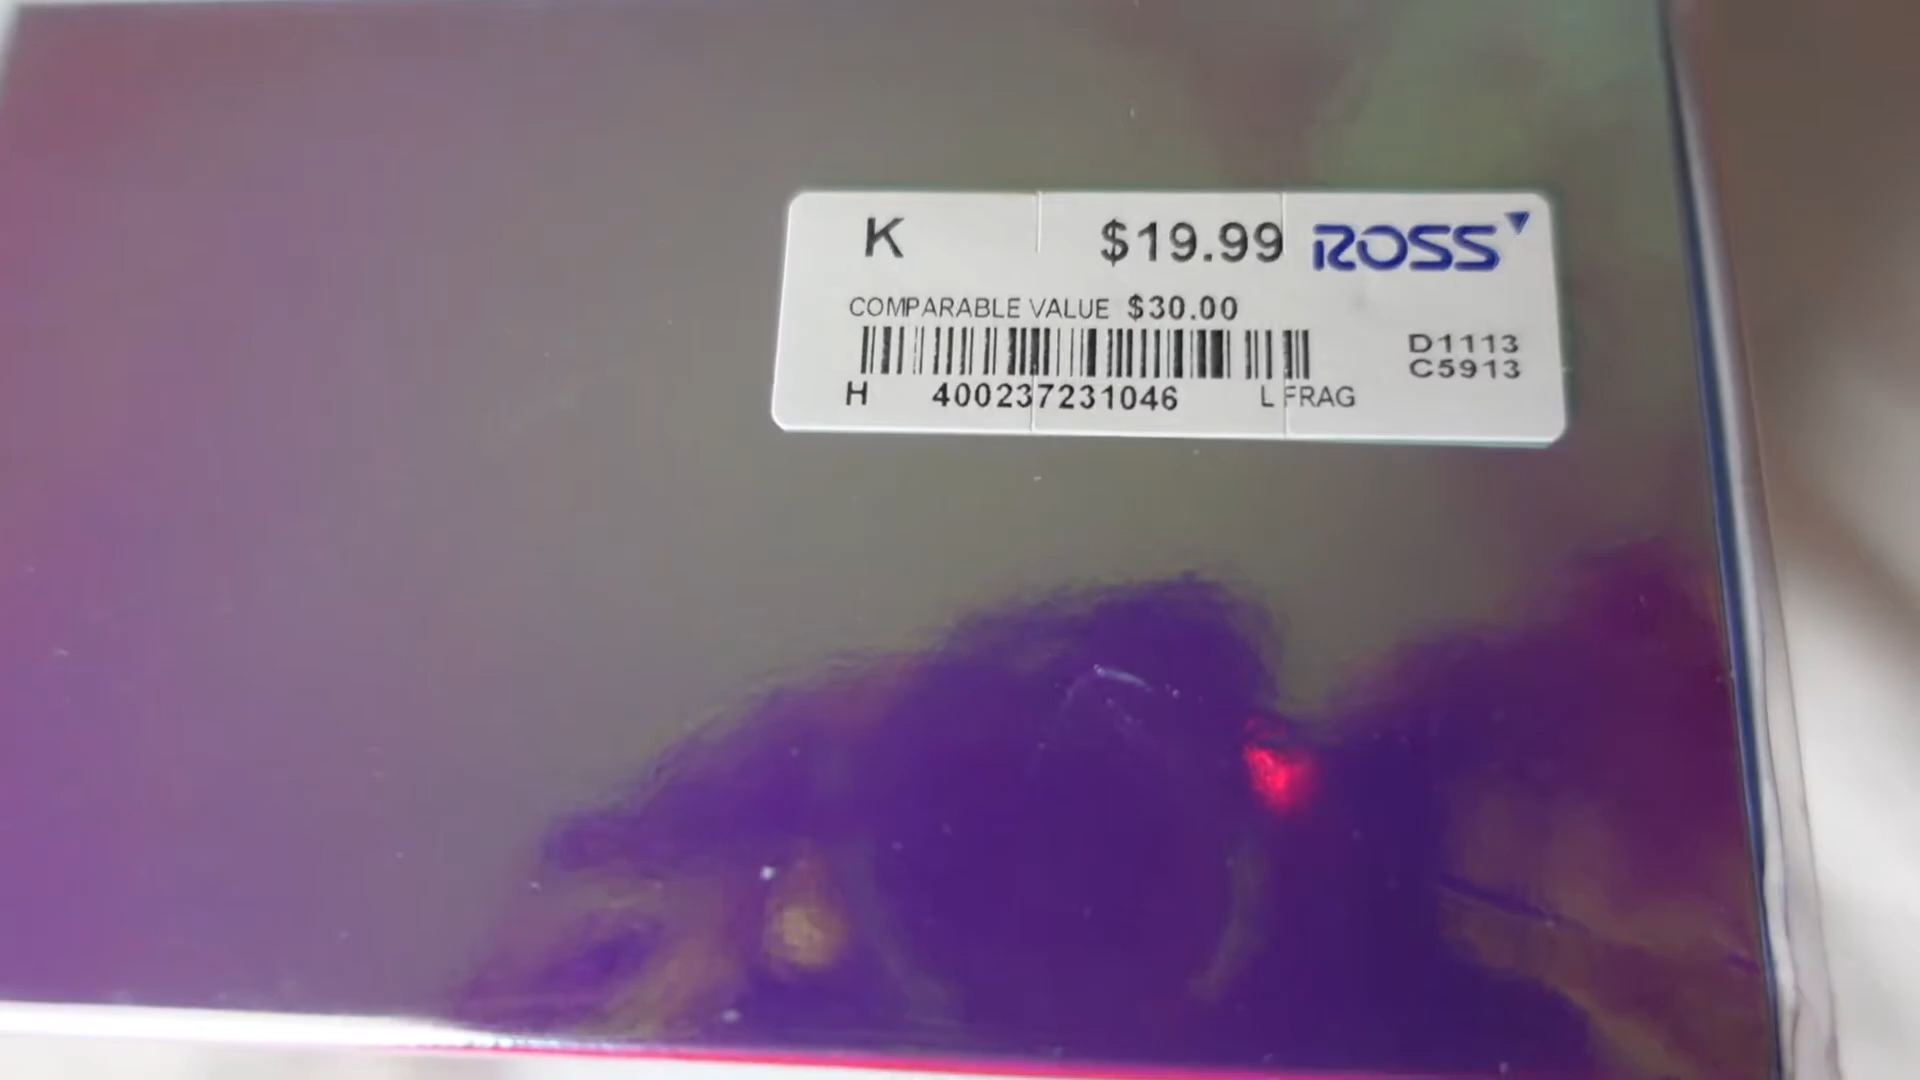 K $19.99 ROSS
COMPARABLE VALUE $30.00
D1113
C5913
H 400237231046 L FRAG